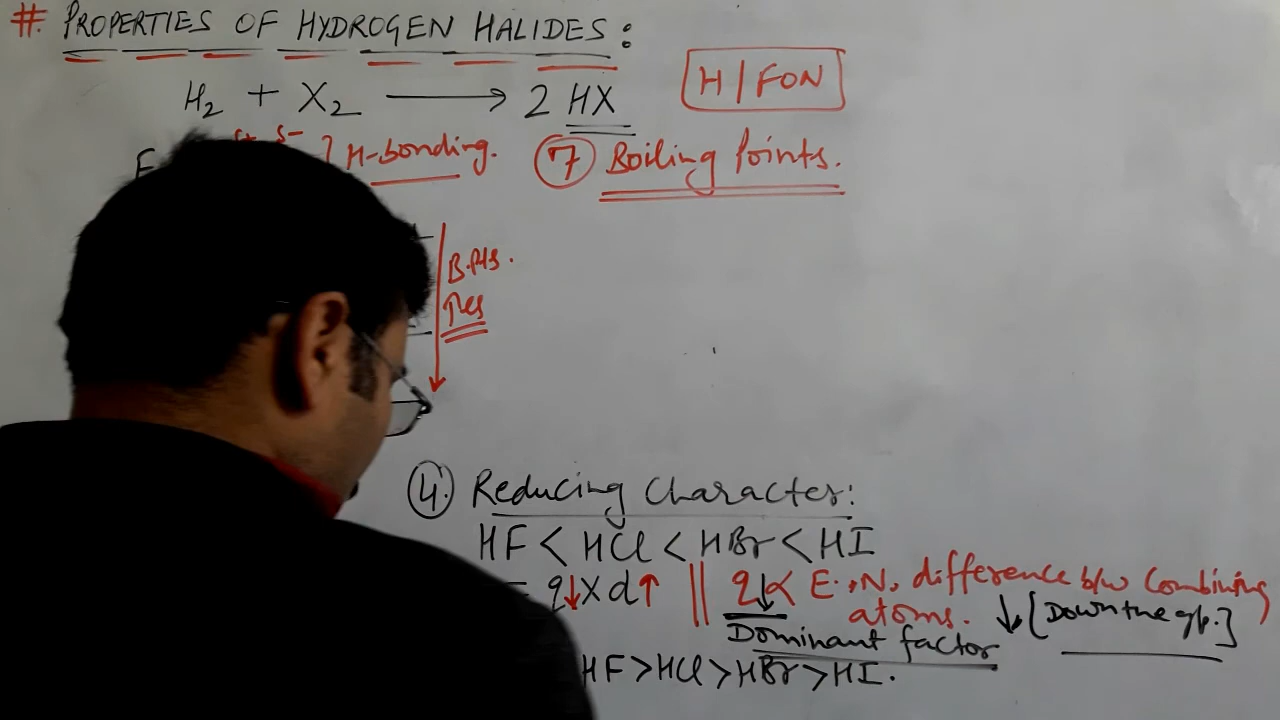 # PROPERTIES OF HYDROGEN HALIDES:
H₂ + X₂ ⟶ 2 HX
H/FON
δ- ] H-bonding.
⑦ Boiling Points.
B.Pts.
↑es
④ Reducing Character:
HF < HCl < HBr < HI
= q↓ X d↑ || q↓ ∝ E.N. difference b/w Combining
atoms. ↓ [Down the gp.]
Dominant factor
HF > HCl > HBr > HI.